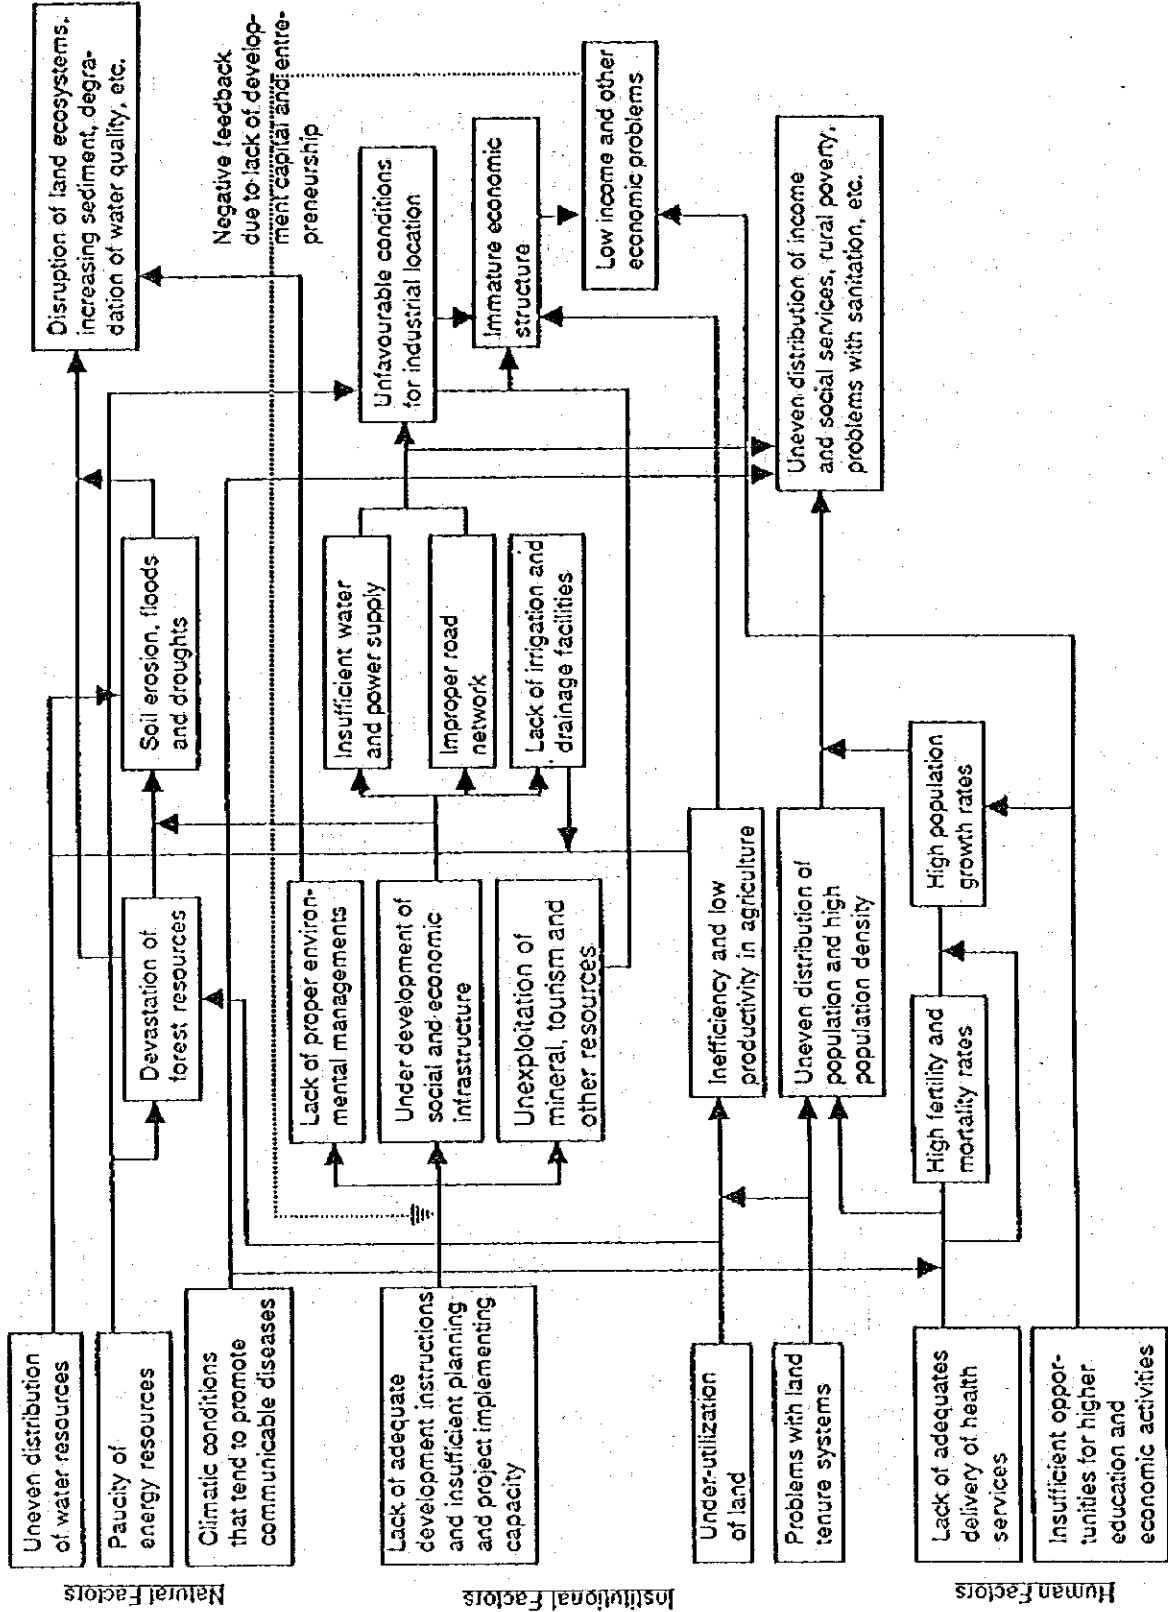 Natural Factors
Uneven distribution
of water resources
Paucity of
energy resources
Climatic conditions
that tend to promote
communicable diseases
Institutional Factors
Lack of adequate
development instructions
and insufficient planning
and project implementing
capacity
Under-utilization
of land
Problems with land
tenure systems
Human Factors
Lack of adequates
delivery of health
services
Insufficient oppor-
tunities for higher
education and
economic activities
Devastation of
forest resources
Lack of proper environ-
mental managements
Under development of
social and economic
infrastructure
Unexploitation of
mineral, tourism and
other resources
Inefficiency and low
productivity in agriculture
Uneven distribution of
population and high
population density
High fertility and
mortality rates
High population
growth rates
Soil erosion, floods
and droughts
Insufficient water
and power supply
Improper road
network
Lack of irrigation and
drainage facilities
Disruption of land ecosystems,
increasing sediment, degra-
dation of water quality, etc.
Negative feedback
due to lack of develop-
ment capital and entre-
preneurship
Unfavourable conditions
for industrial location
Immature economic
structure
Low income and other
economic problems
Uneven distribution of income
and social services, rural poverty,
problems with sanitation, etc.